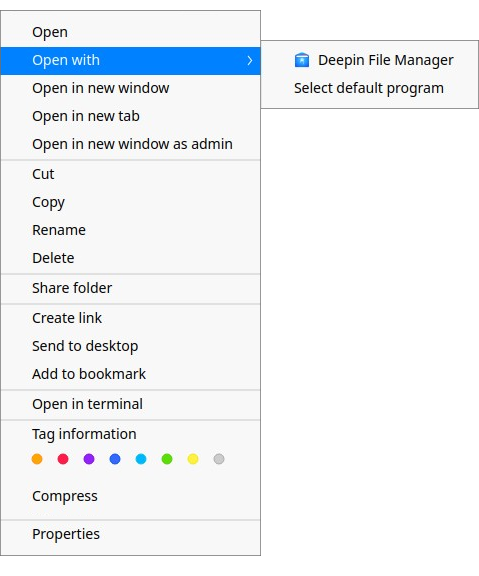 Open
Open with
Deepin File Manager
Select default program
Open in new window
Open in new tab
Open in new window as admin
Cut
Copy
Rename
Delete
Share folder
Create link
Send to desktop
Add to bookmark
Open in terminal
Tag information
Compress
Properties